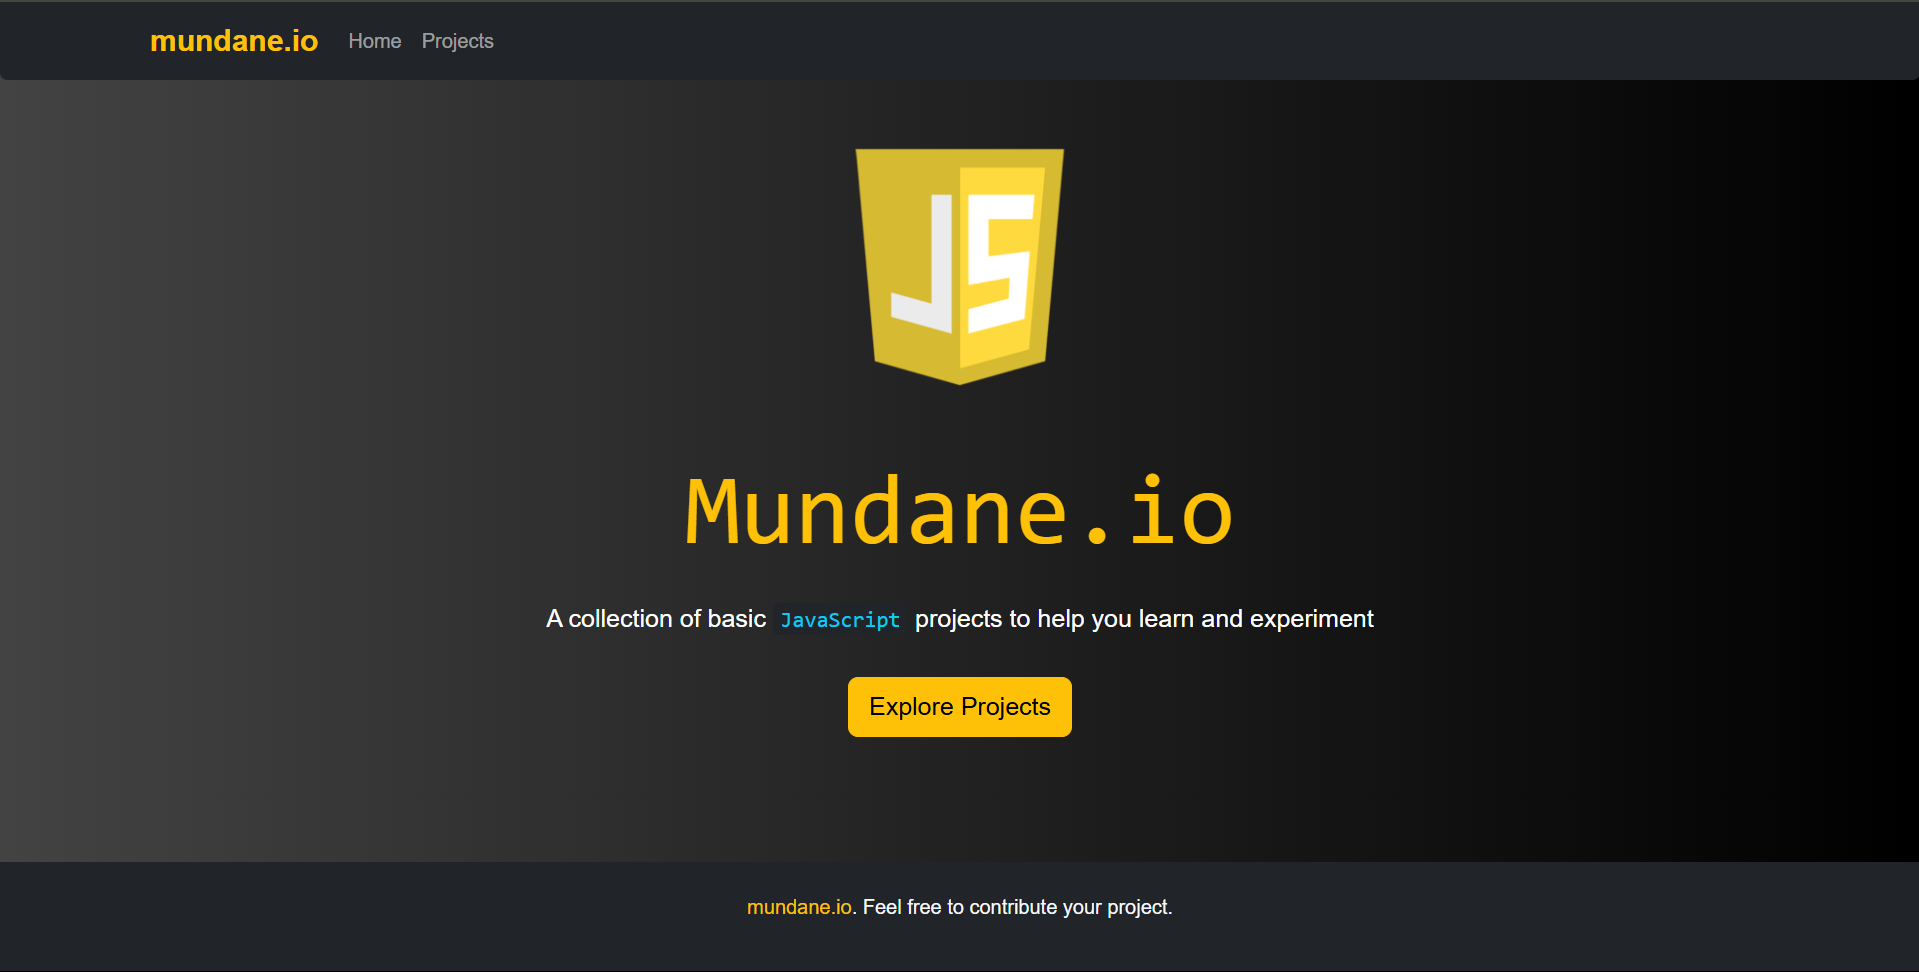 mundane.io Home Projects
JS
Mundane.io
A collection of basic JavaScript projects to help you learn and experiment
Explore Projects
mundane.io. Feel free to contribute your project.